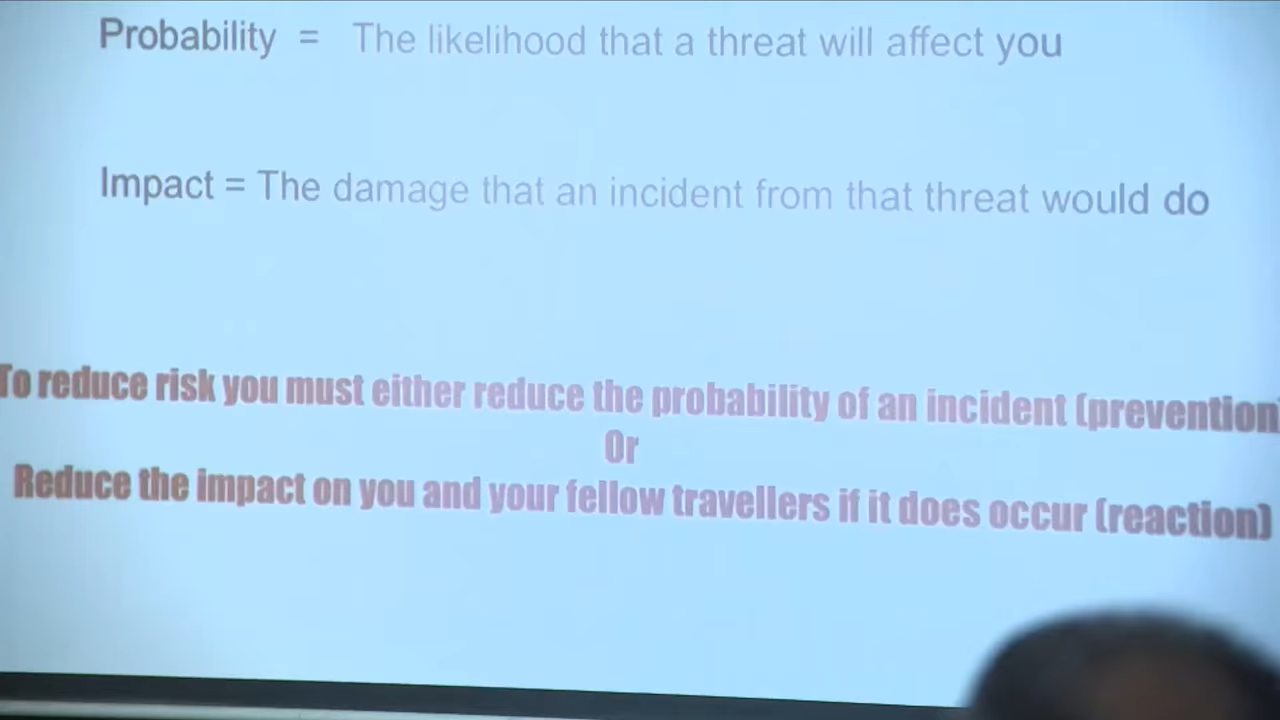 Probability = The likelihood that a threat will affect you
Impact = The damage that an incident from that threat would do
To reduce risk you must either reduce the probability of an incident (prevention)
Or
Reduce the impact on you and your fellow travellers if it does occur (reaction)